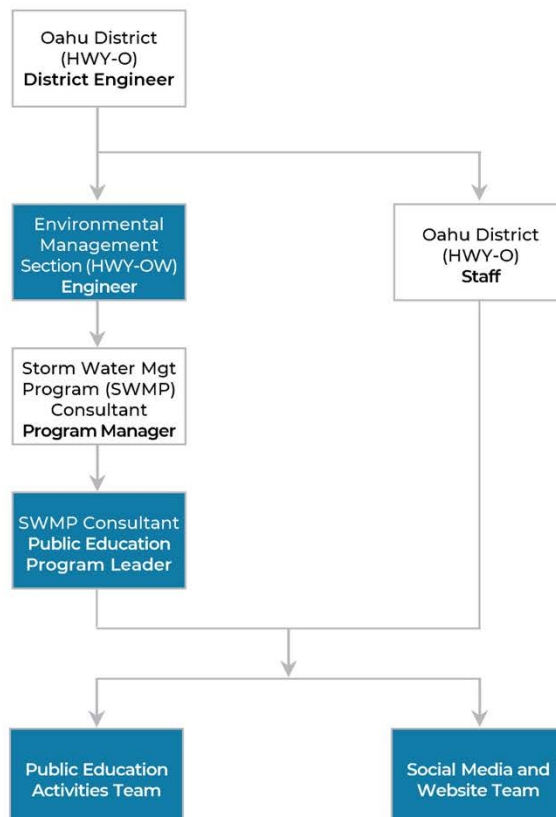 Oahu District
(HWY-O)
District Engineer
Environmental
Management
Section (HWY-OW)
Engineer
Oahu District
(HWY-O)
Staff
Storm Water Mgt
Program (SWMP)
Consultant
Program Manager
SWMP Consultant
Public Education
Program Leader
Public Education
Activities Team
Social Media and
Website Team